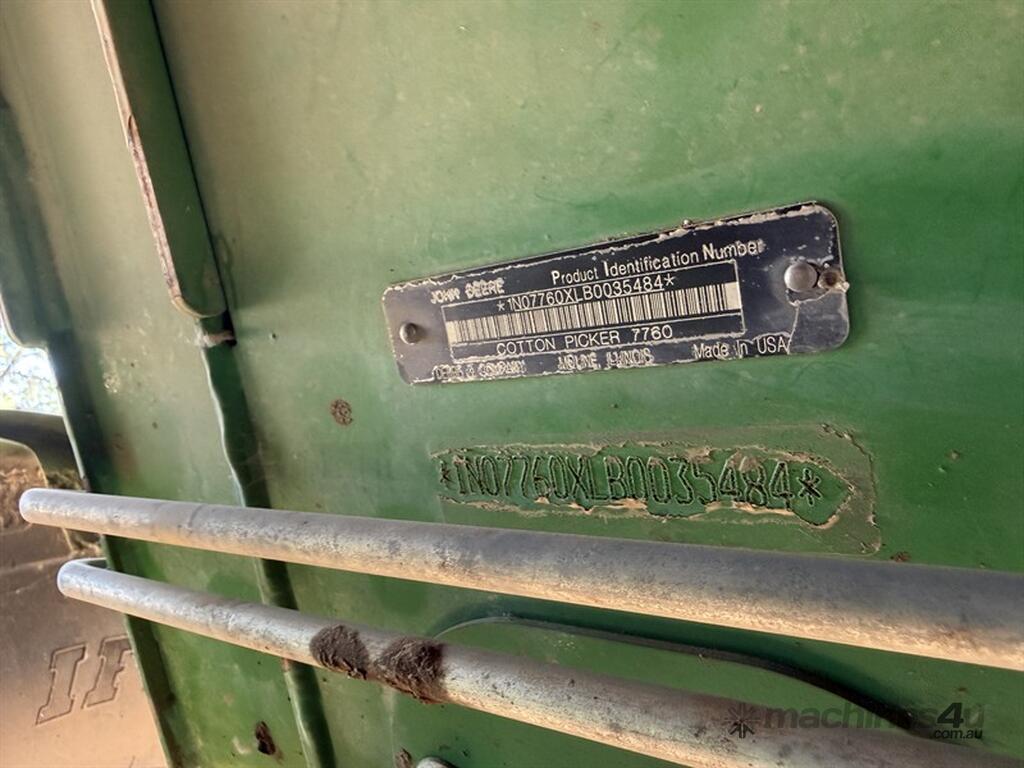 JOHN DEERE
Product Identification Number
*1N07760XLB0035484*
COTTON PICKER 7760
DEERE & COMPANY MOLINE, ILLINOIS Made In USA
*1N07760XLB0035484*
IF
machines4u
.com.au